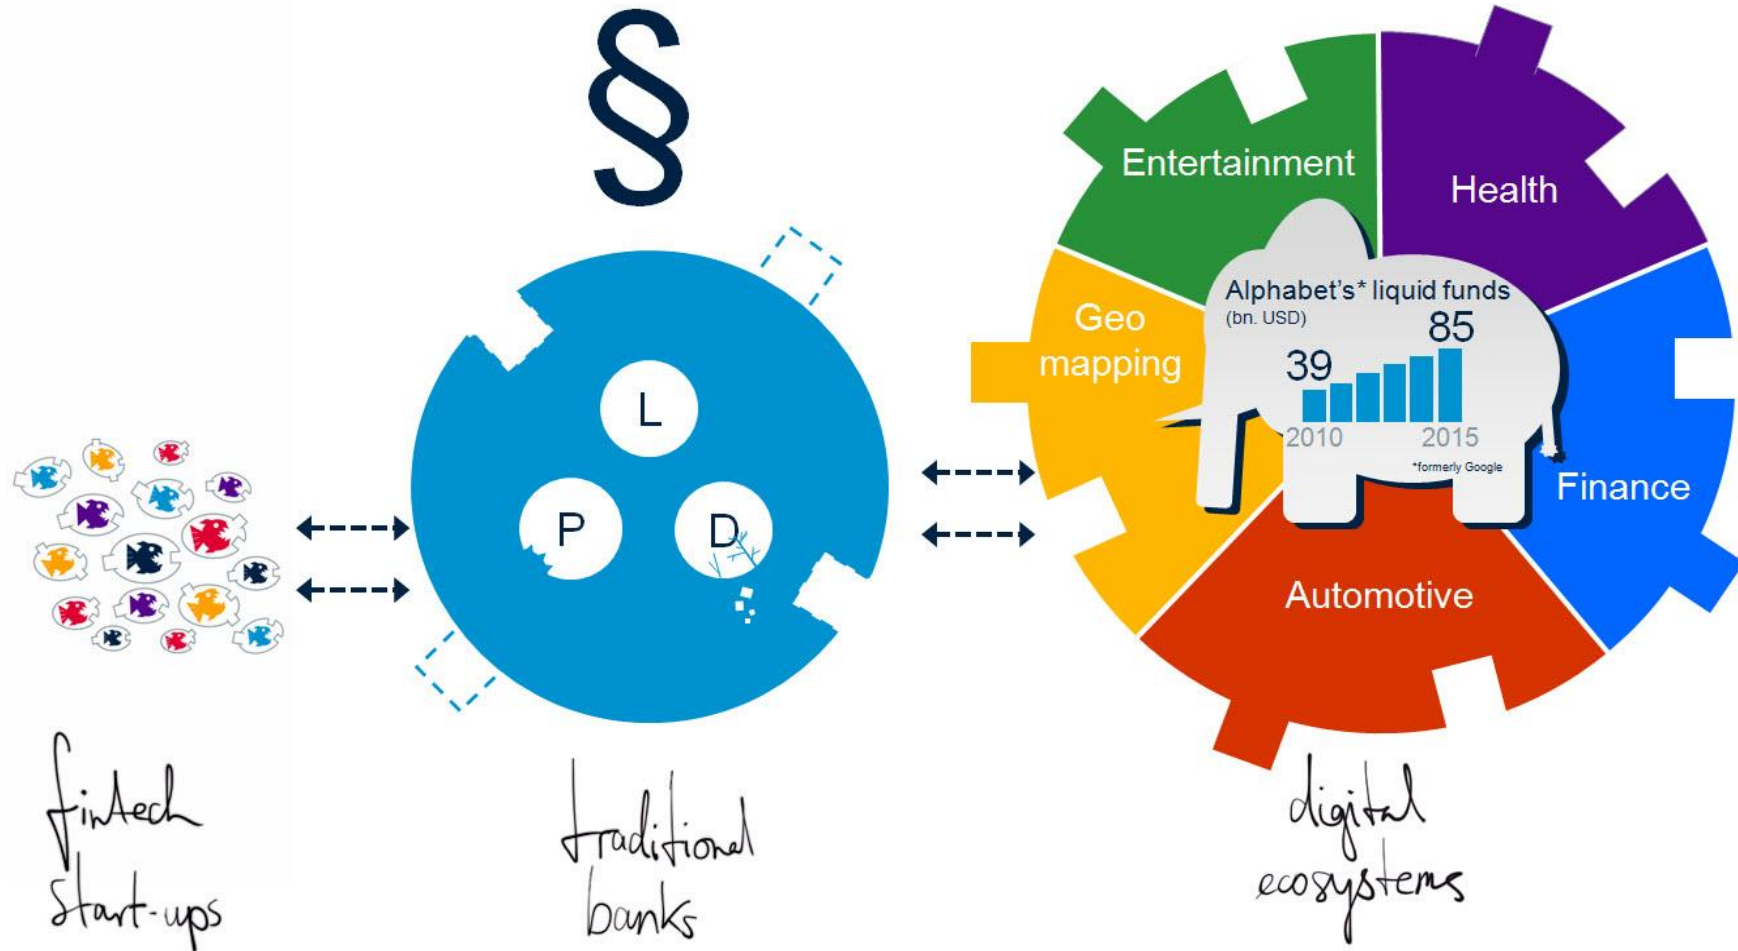 §
L
P
D
Entertainment
Health
Geo
mapping
Finance
Automotive
Alphabet's* liquid funds
(bn. USD)
39
85
2010
2015
*formerly Google
fintech
start-ups
traditional
banks
digital
ecosystems